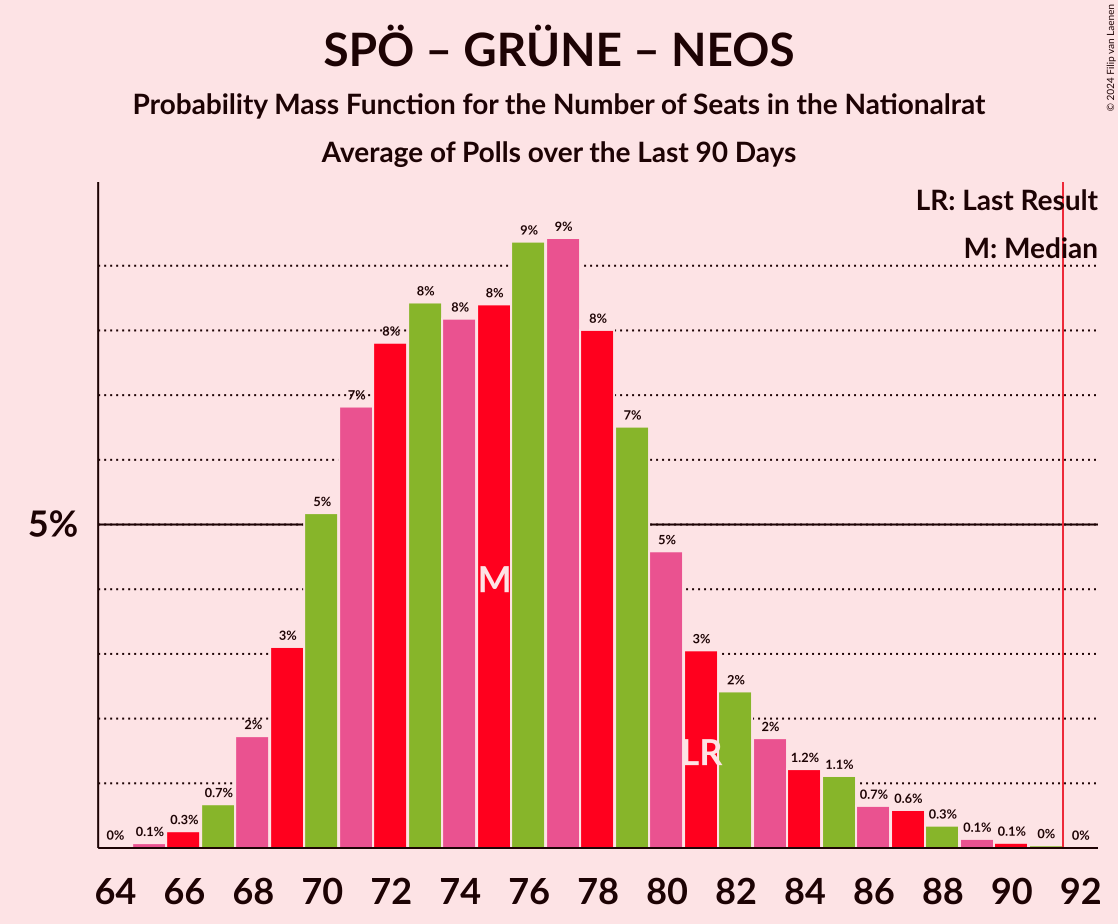 SPÖ – GRÜNE – NEOS
Probability Mass Function for the Number of Seats in the Nationalrat
Average of Polls over the Last 90 Days
© 2024 Filip van Laenen
LR: Last Result
M: Median
5%
0% 0.1% 0.3% 0.7% 2% 3% 5% 7% 8% 8% 8% 8% 9% 9% 8% 7% 5% 3% 2% 2% 1.2% 1.1% 0.7% 0.6% 0.3% 0.1% 0.1% 0% 0%
M
LR
64 66 68 70 72 74 76 78 80 82 84 86 88 90 92